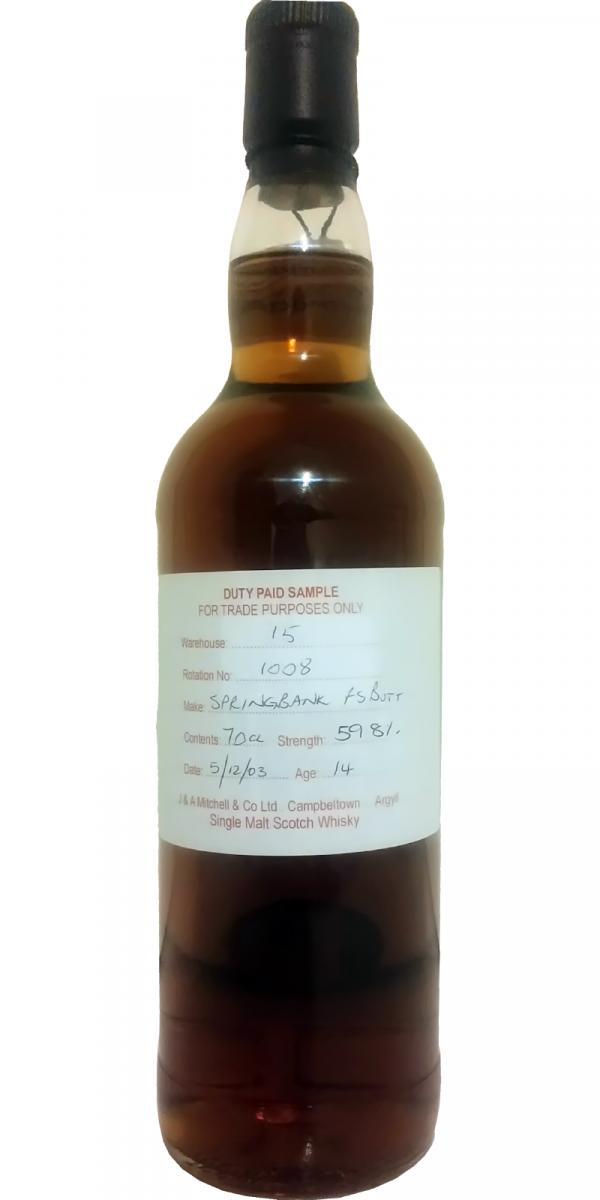 DUTY PAID SAMPLE
FOR TRADE PURPOSES ONLY
Warehouse: 15
Rotation No: 1008
Make: SPRINGBANK FS BUTT
Contents: 70cl Strength: 59.8%.
Date: 5/12/03 Age: 14
J & A Mitchell & Co Ltd Campbeltown Argyll
Single Malt Scotch Whisky